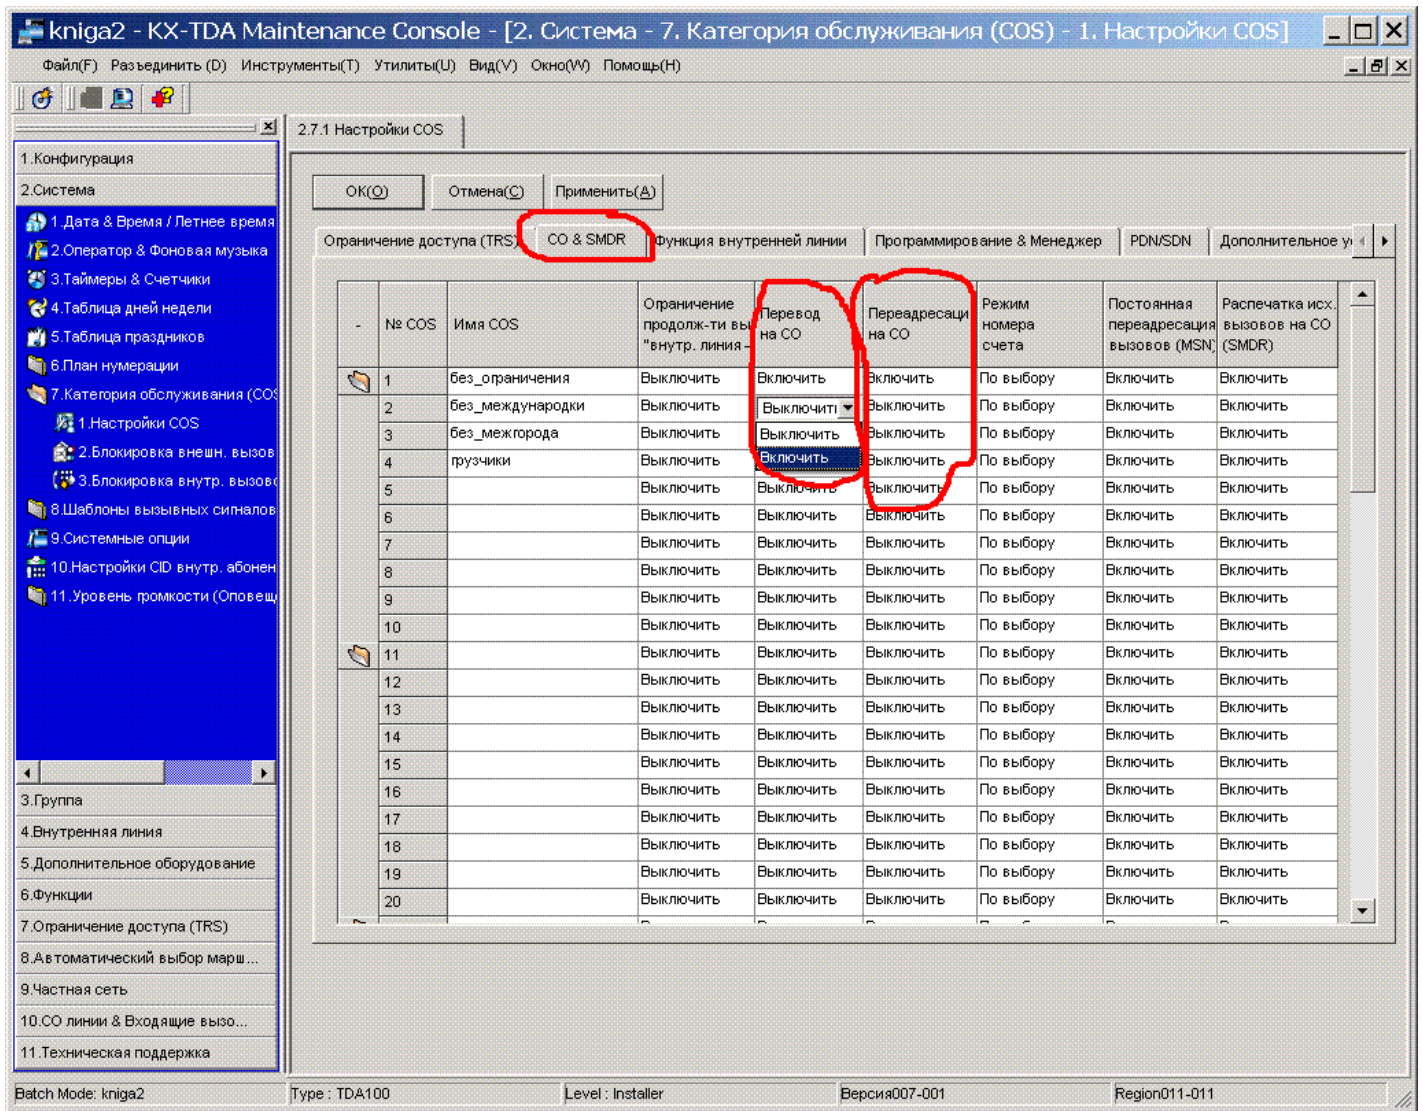 kniga2 - KX-TDA Maintenance Console - [2. Система - 7. Категория обслуживания (COS) - 1. Настройки COS]
Файл(F) Разъединить (D) Инструменты(T) Утилиты(U) Вид(V) Окно(W) Помощь(H)
2.7.1 Настройки COS
1.Конфигурация
2.Система
1.Дата & Время / Летнее время
2.Оператор & Фоновая музыка
3.Таймеры & Счетчики
4.Таблица дней недели
5.Таблица праздников
6.План нумерации
7.Категория обслуживания (COS
1.Настройки COS
2.Блокировка внешн. вызов
3.Блокировка внутр. вызово
8.Шаблоны вызывных сигналов
9.Системные опции
10.Настройки CID внутр. абонен
11.Уровень громкости (Оповещ
3.Группа
4.Внутренняя линия
5.Дополнительное оборудование
6.Функции
7.Ограничение доступа (TRS)
8.Автоматический выбор марш...
9.Частная сеть
10.CO линии & Входящие вызо...
11.Техническая поддержка
OK(O) Отмена(C) Применить(A)
Ограничение доступа (TRS) CO & SMDR Функция внутренней линии Программирование & Менеджер PDN/SDN Дополнительное у
- № COS Имя COS Ограничение продолж-ти вы "внутр. линия - Перевод на CO Переадресаци на CO Режим номера счета Постоянная переадресация вызовов (MSN) Распечатка исх. вызовов на CO (SMDR)
1 без_ограничения Выключить Включить Включить По выбору Включить Включить
2 без_международки Выключить Выключить Выключить По выбору Включить Включить
3 без_межгорода Выключить Выключить Выключить По выбору Включить Включить
4 грузчики Выключить Включить Выключить По выбору Включить Включить
5 Выключить Выключить Выключить По выбору Включить Включить
6 Выключить Выключить Выключить По выбору Включить Включить
7 Выключить Выключить Выключить По выбору Включить Включить
8 Выключить Выключить Выключить По выбору Включить Включить
9 Выключить Выключить Выключить По выбору Включить Включить
10 Выключить Выключить Выключить По выбору Включить Включить
11 Выключить Выключить Выключить По выбору Включить Включить
12 Выключить Выключить Выключить По выбору Включить Включить
13 Выключить Выключить Выключить По выбору Включить Включить
14 Выключить Выключить Выключить По выбору Включить Включить
15 Выключить Выключить Выключить По выбору Включить Включить
16 Выключить Выключить Выключить По выбору Включить Включить
17 Выключить Выключить Выключить По выбору Включить Включить
18 Выключить Выключить Выключить По выбору Включить Включить
19 Выключить Выключить Выключить По выбору Включить Включить
20 Выключить Выключить Выключить По выбору Включить Включить
Batch Mode: kniga2 Type : TDA100 Level : Installer Версия007-001 Region011-011